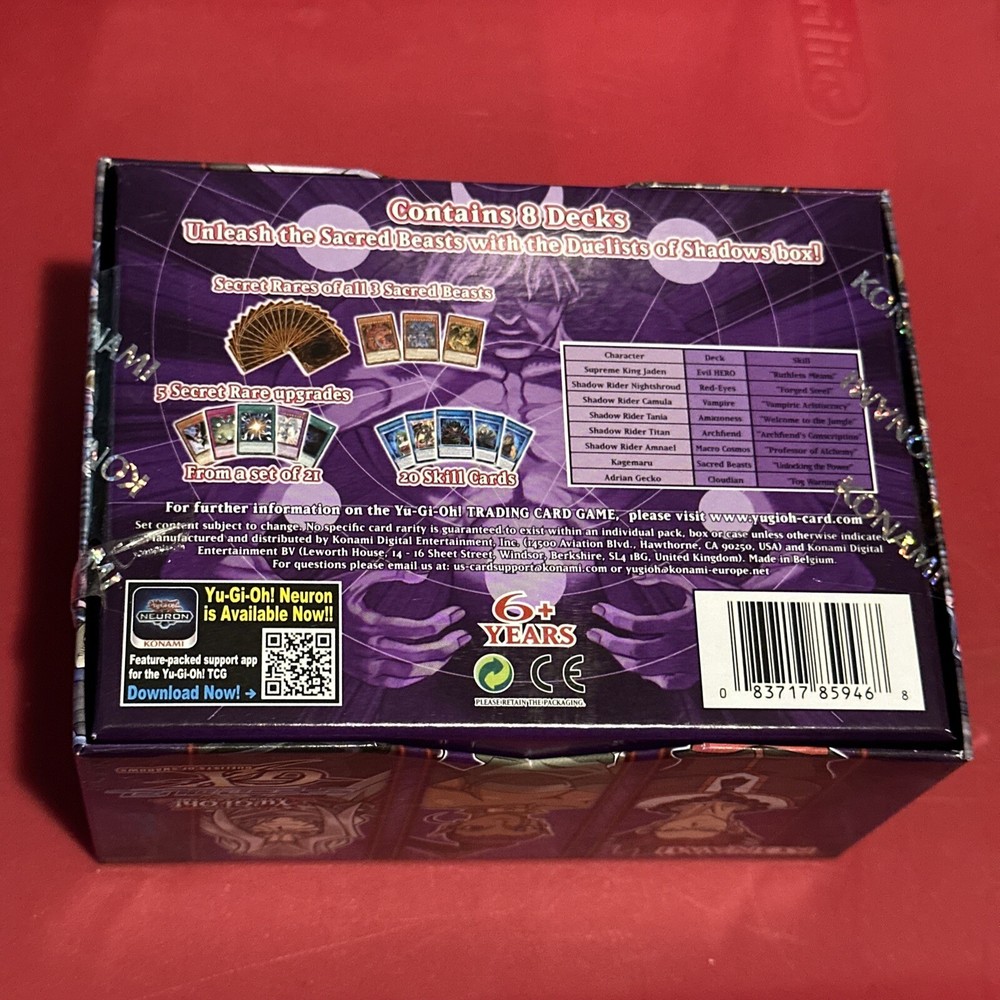 Contains 8 Decks
Unleash the Sacred Beasts with the Duelists of Shadows box!
Secret Rares of all 3 Sacred Beasts
5 Secret Rare upgrades
From a set of 21
20 Skill Cards
Character Deck Skill
Supreme King Jaden Evil HERO "Ruthless Means"
Shadow Rider Nightshroud Red-Eyes "Forged Steel"
Shadow Rider Camula Vampire "Vampiric Aristocracy"
Shadow Rider Tania Amazoness "Welcome to the Jungle"
Shadow Rider Titan Archfiend "Archfiend's Conscription"
Shadow Rider Amnael Macro Cosmos "Professor of Alchemy"
Kagemaru Sacred Beasts "Unlocking the Power"
Adrian Gecko Cloudian "Fog Warning"
For further information on the Yu-Gi-Oh! TRADING CARD GAME, please visit www.yugioh-card.com
Set content subject to change. No specific card rarity is guaranteed to exist within an individual pack, box or case unless otherwise indicated.
Manufactured and distributed by Konami Digital Entertainment, Inc. (14500 Aviation Blvd., Hawthorne, CA 90250, USA) and Konami Digital
Entertainment BV (Leworth House, 14 - 16 Sheet Street, Windsor, Berkshire, SL4 1BG, United Kingdom). Made in Belgium.
For questions please email us at: us-cardsupport@konami.com or yugioh@konami-europe.net
NEURON
KONAMI
Yu-Gi-Oh! Neuron
is Available Now!!
Feature-packed support app
for the Yu-Gi-Oh! TCG
Download Now! →
6+
YEARS
CE
PLEASE RETAIN THE PACKAGING
0 83717 85946 8
KONAMI
KONAMI